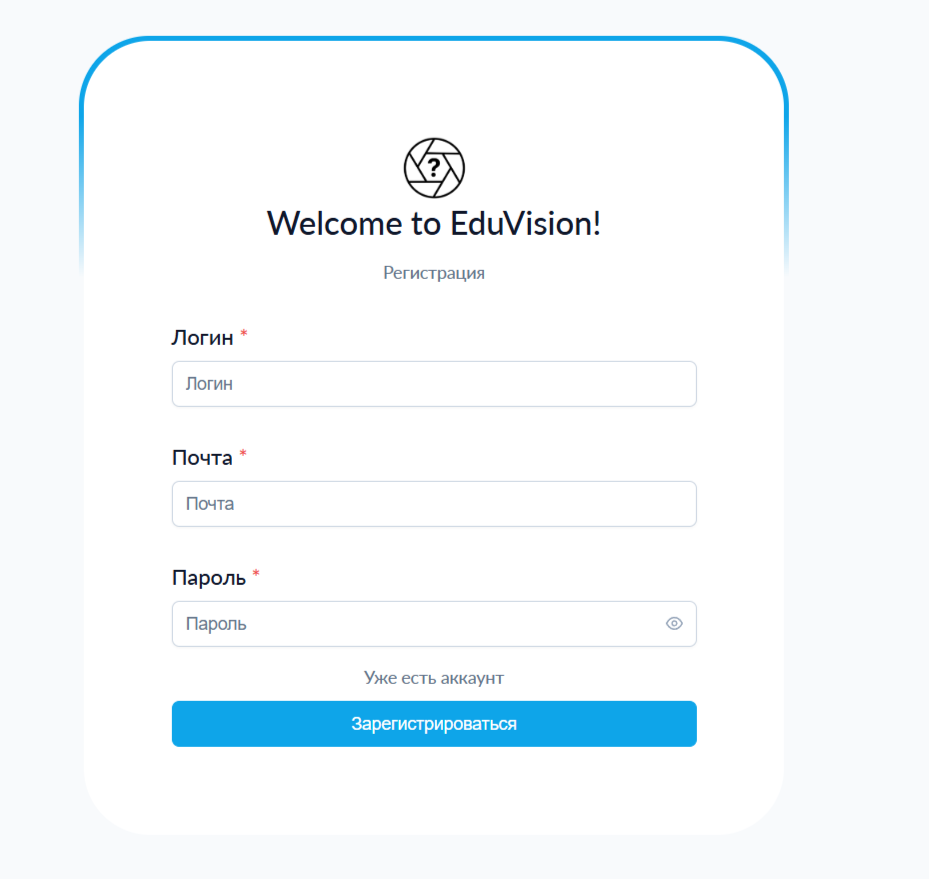 ?
Welcome to EduVision!
Регистрация
Логин *
Логин
Почта *
Почта
Пароль *
Пароль
Уже есть аккаунт
Зарегистрироваться